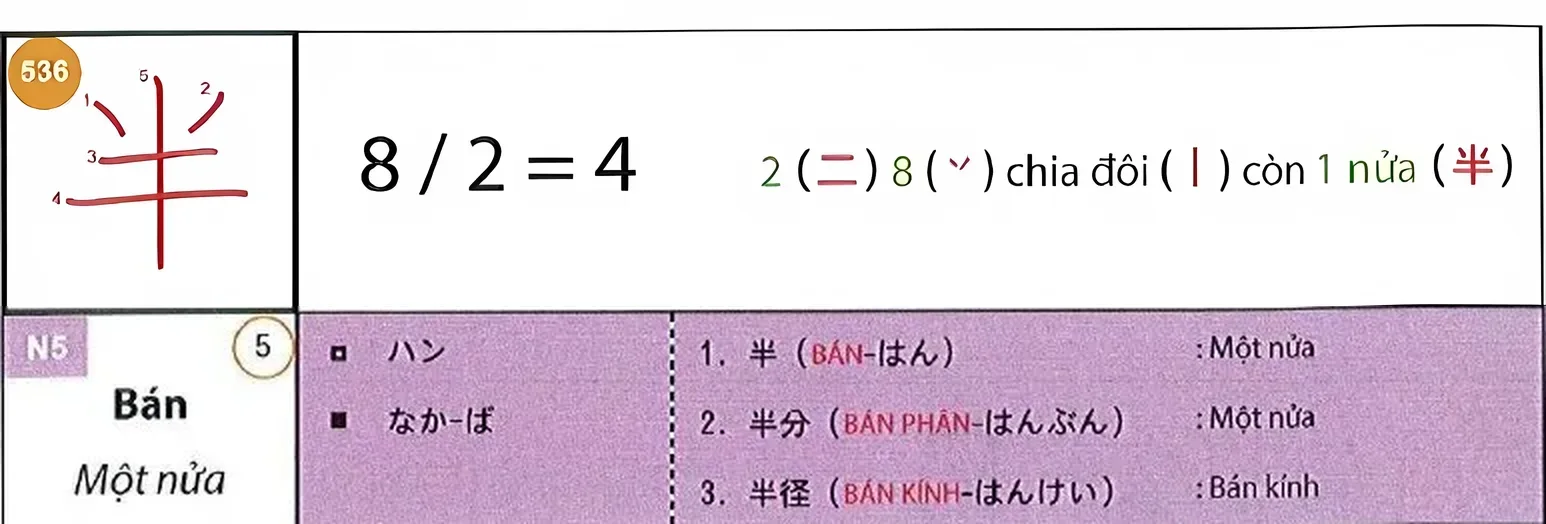 536
1 2 3 4 5
8 / 2 = 4
2 (二) 8 (丷) chia đôi (丨) còn 1 nửa (半)
N5
5
Bán
Một nửa
ハン
なか-ば
1. 半 (BÁN-はん) : Một nửa
2. 半分 (BÁN PHÂN-はんぶん) : Một nửa
3. 半径 (BÁN KÍNH-はんけい) : Bán kính